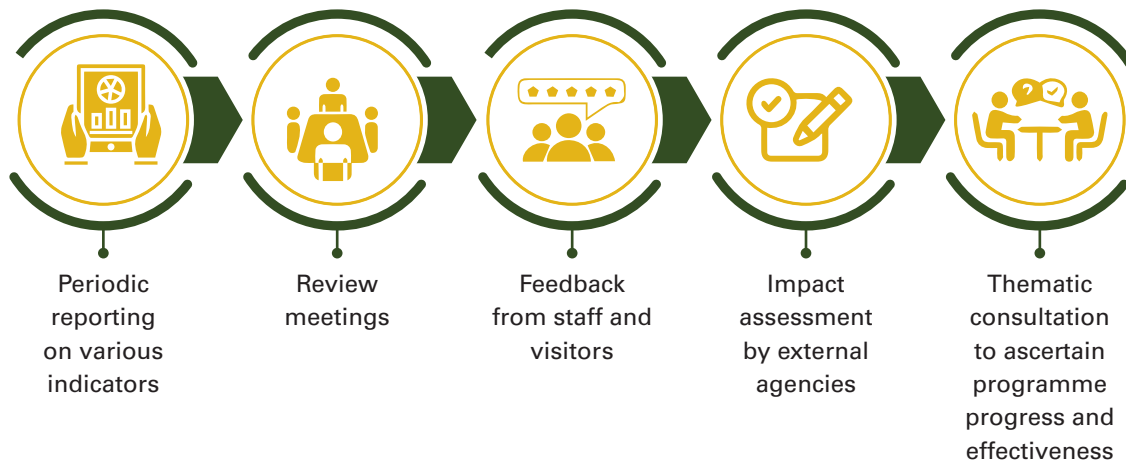 Periodic
reporting
on various
indicators
Review
meetings
Feedback
from staff and
visitors
Impact
assessment
by external
agencies
Thematic
consultation
to ascertain
programme
progress and
effectiveness